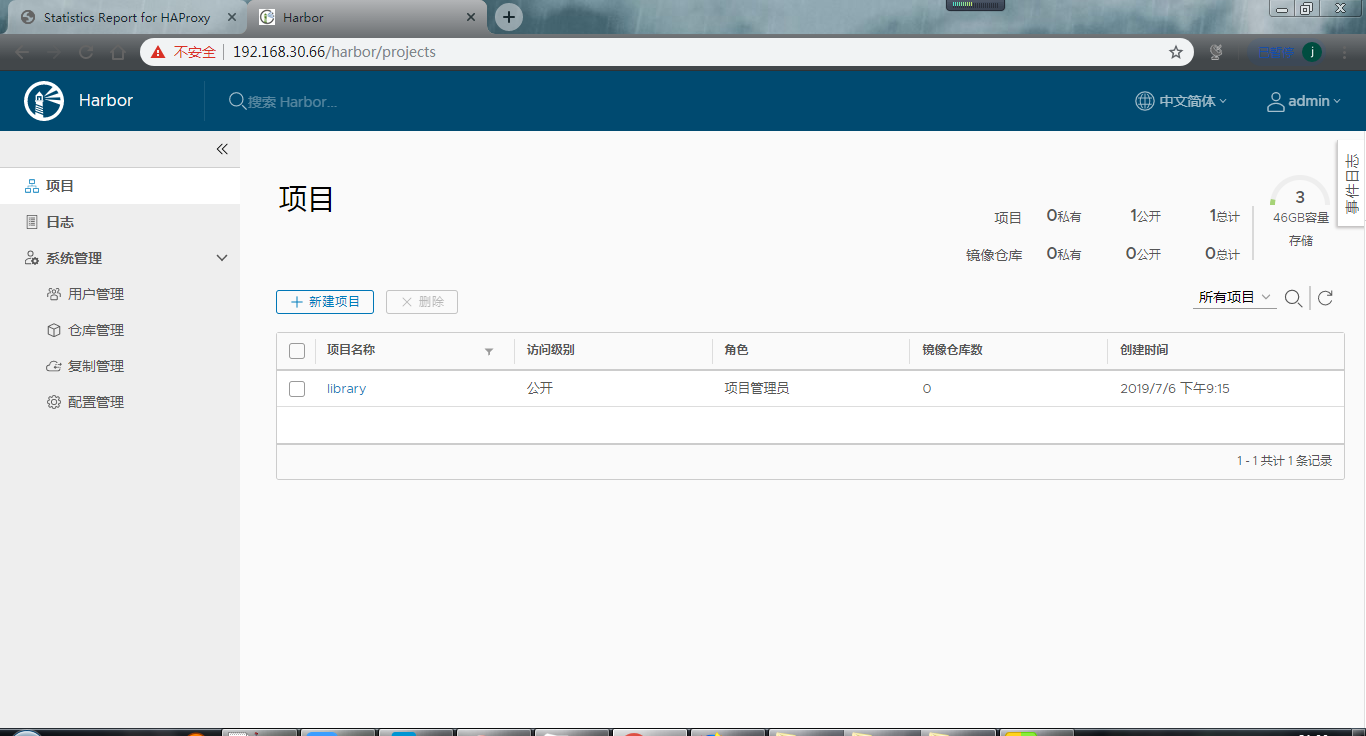 Statistics Report for HAProxy
Harbor
不安全 192.168.30.66/harbor/projects
j
Harbor
搜索 Harbor...
中文简体
admin
项目
日志
系统管理
用户管理
仓库管理
复制管理
配置管理
项目
项目 0私有 1公开 1总计
镜像仓库 0私有 0公开 0总计
3
46GB容量
存储
事件日志
新建项目
删除
所有项目
项目名称 访问级别 角色 镜像仓库数 创建时间
library 公开 项目管理员 0 2019/7/6 下午9:15
1 - 1 共计 1 条记录